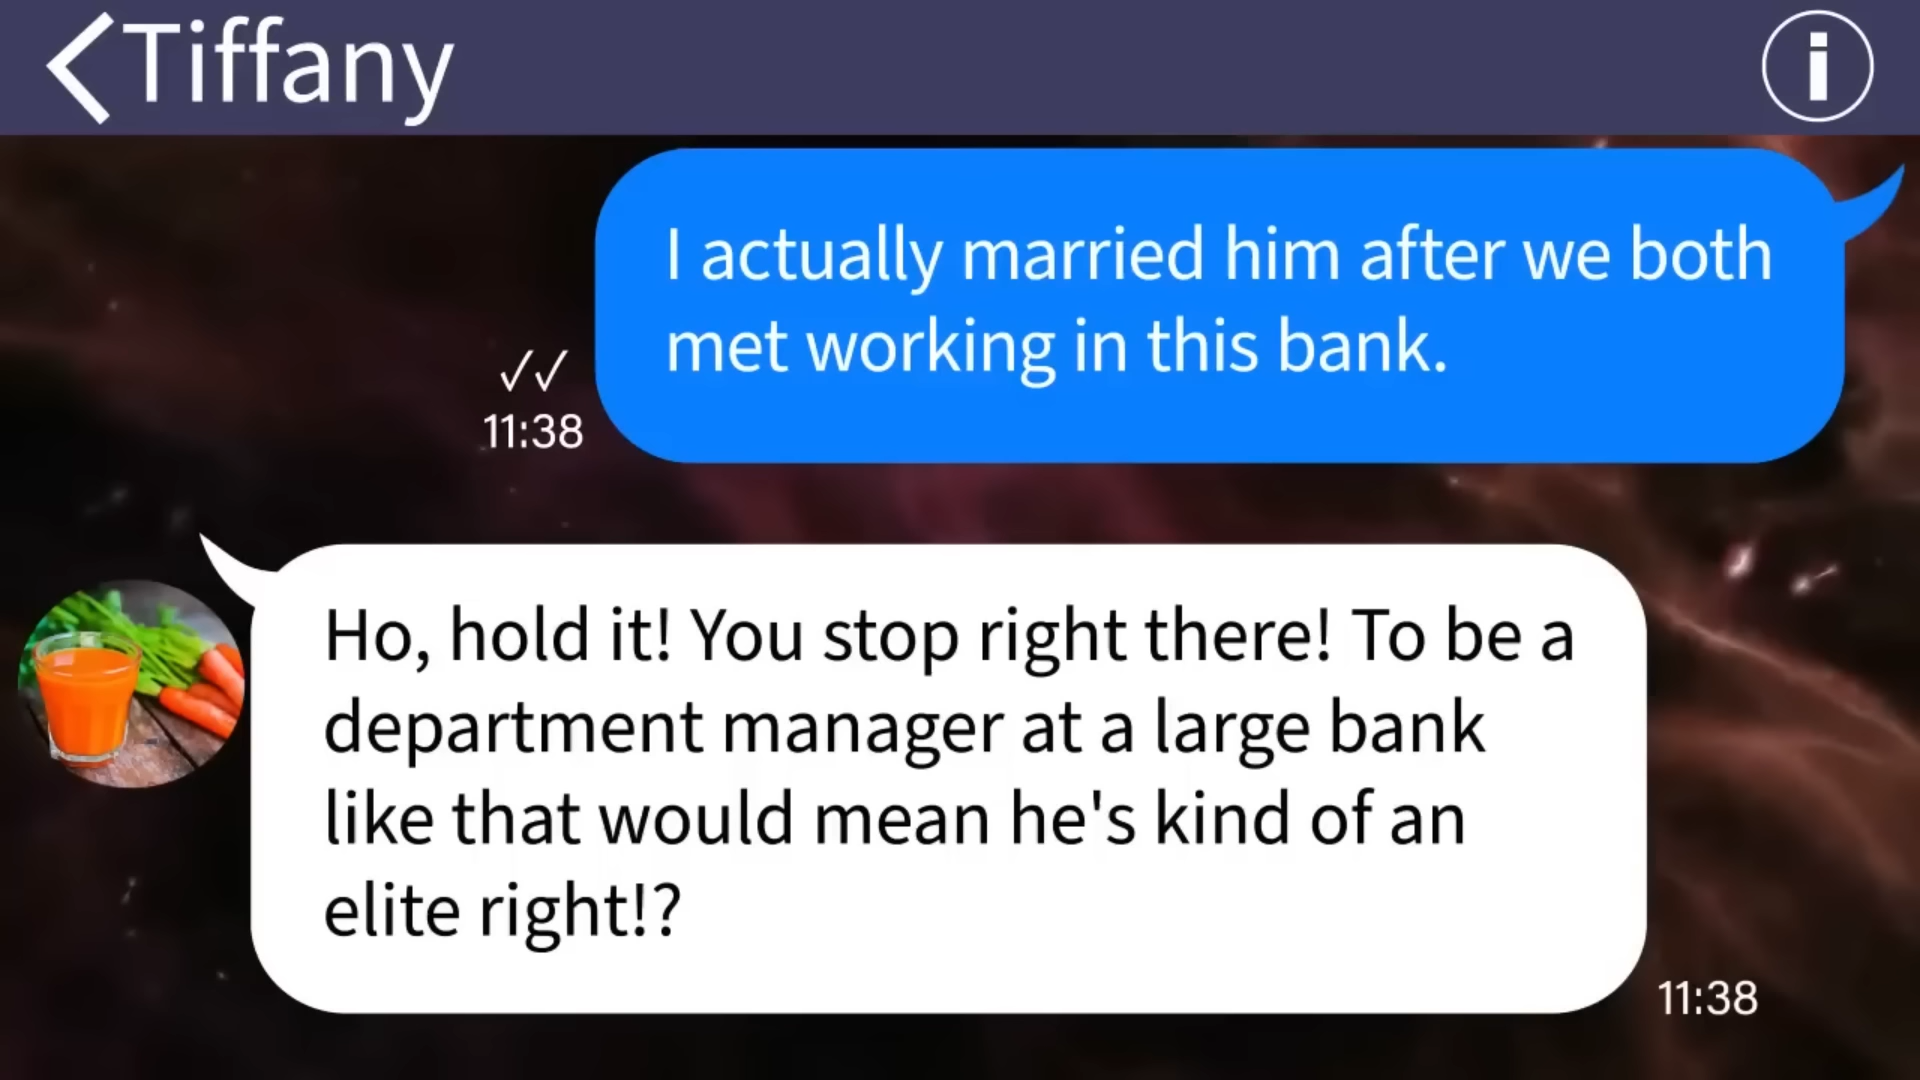 Tiffany
I actually married him after we both
met working in this bank.
11:38
Ho, hold it! You stop right there! To be a
department manager at a large bank
like that would mean he's kind of an
elite right!?
11:38